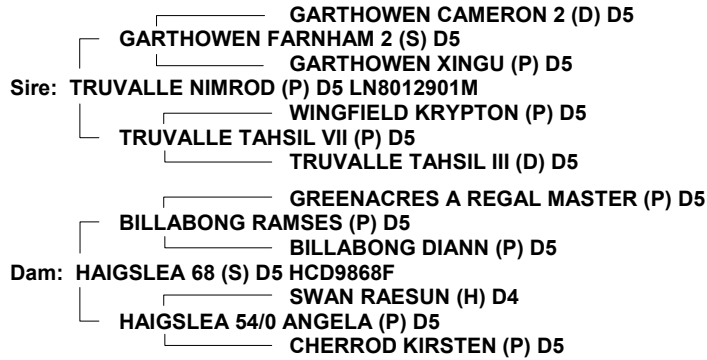 GARTHOWEN CAMERON 2 (D) D5
GARTHOWEN FARNHAM 2 (S) D5
GARTHOWEN XINGU (P) D5
Sire: TRUVALLE NIMROD (P) D5 LN8012901M
WINGFIELD KRYPTON (P) D5
TRUVALLE TAHSIL VII (P) D5
TRUVALLE TAHSIL III (D) D5
GREENACRES A REGAL MASTER (P) D5
BILLABONG RAMSES (P) D5
BILLABONG DIANN (P) D5
Dam: HAIGSLEA 68 (S) D5 HCD9868F
SWAN RAESUN (H) D4
HAIGSLEA 54/0 ANGELA (P) D5
CHERROD KIRSTEN (P) D5